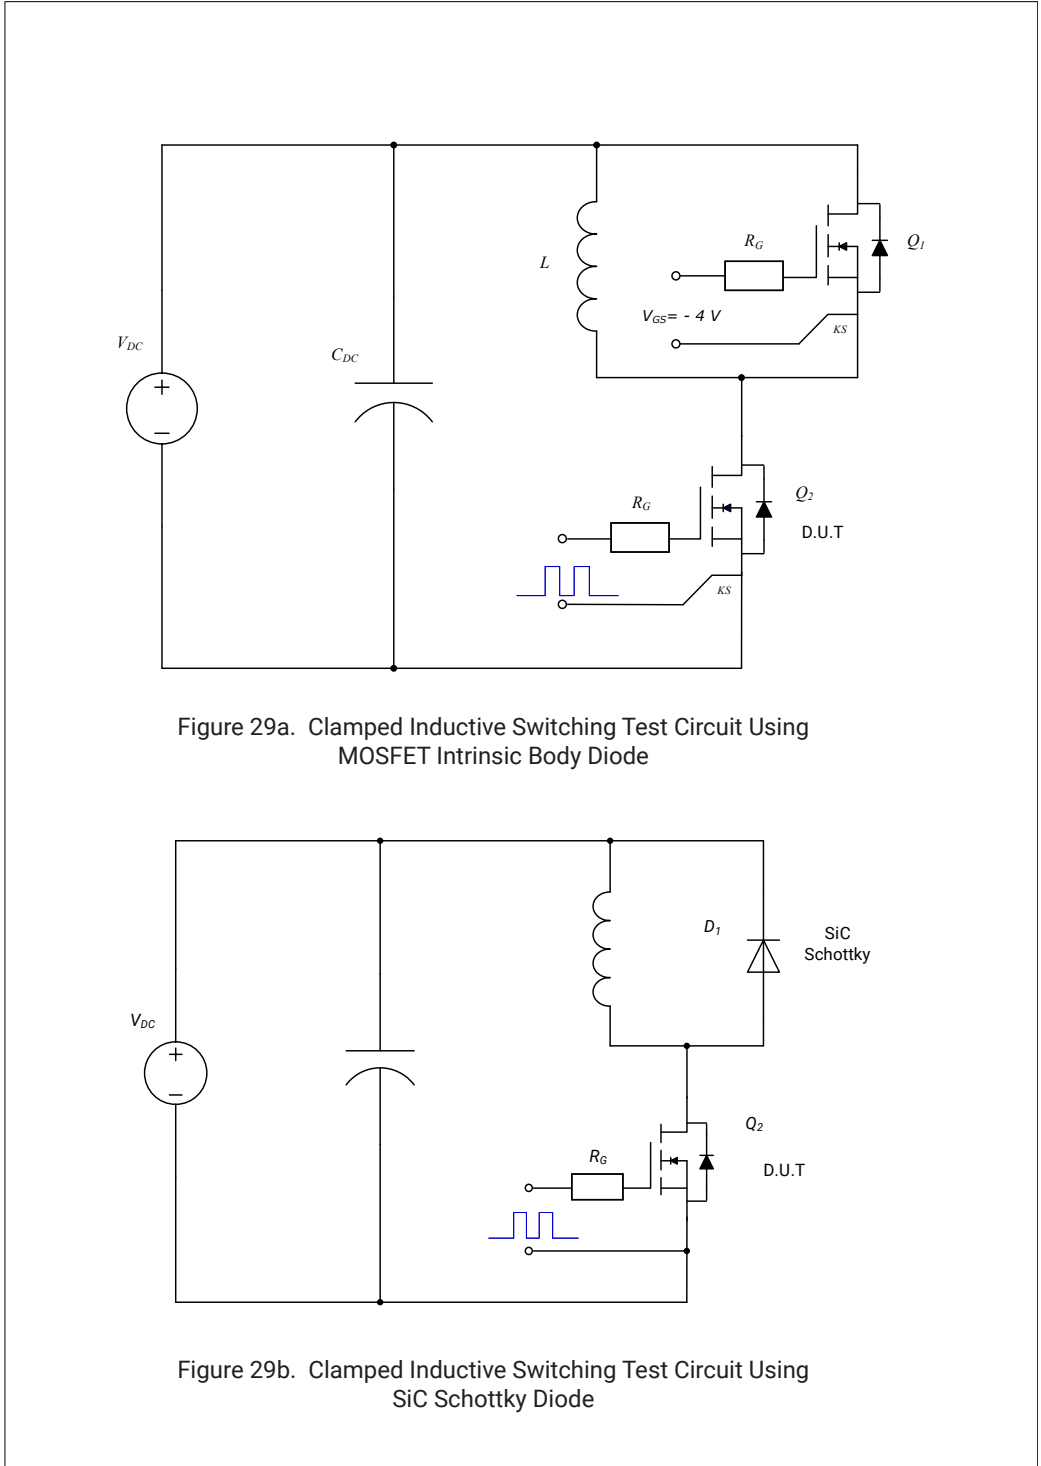 L
R_G
Q_1
V_GS= - 4 V
KS
V_DC
C_DC
+
−
R_G
Q_2
D.U.T
KS
Figure 29a. Clamped Inductive Switching Test Circuit Using
MOSFET Intrinsic Body Diode
D_1
SiC
Schottky
V_DC
+
−
Q_2
R_G
D.U.T
Figure 29b. Clamped Inductive Switching Test Circuit Using
SiC Schottky Diode